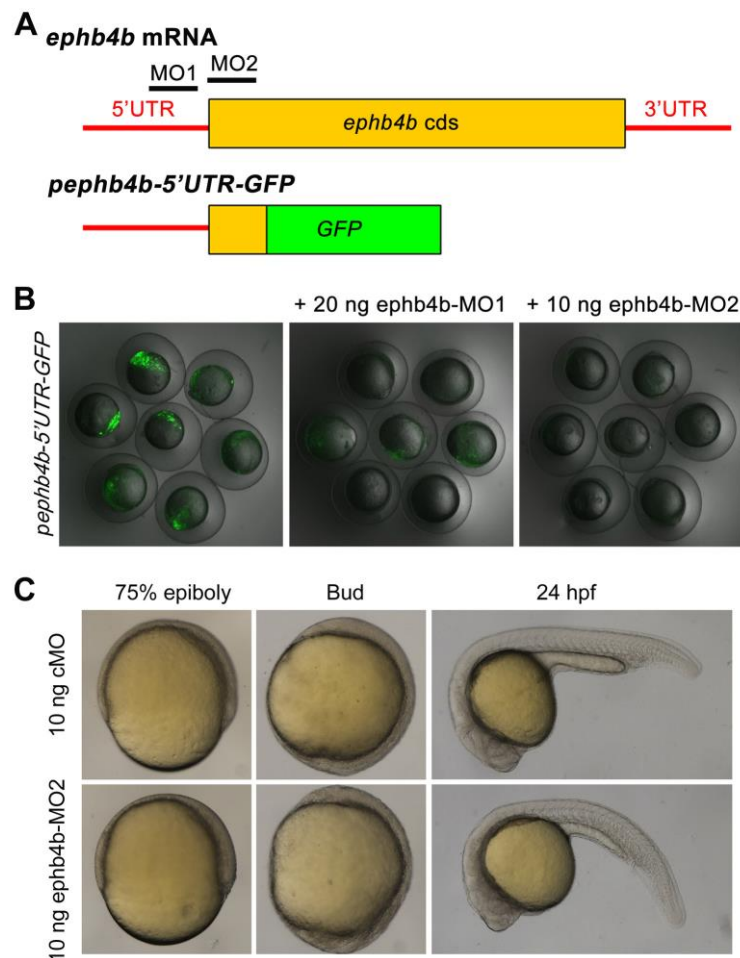 A
ephb4b mRNA
MO1
MO2
5'UTR
ephb4b cds
3'UTR
pephb4b-5'UTR-GFP
GFP
B
+ 20 ng ephb4b-MO1
+ 10 ng ephb4b-MO2
pephb4b-5'UTR-GFP
C
75% epiboly
Bud
24 hpf
10 ng cMO
10 ng ephb4b-MO2